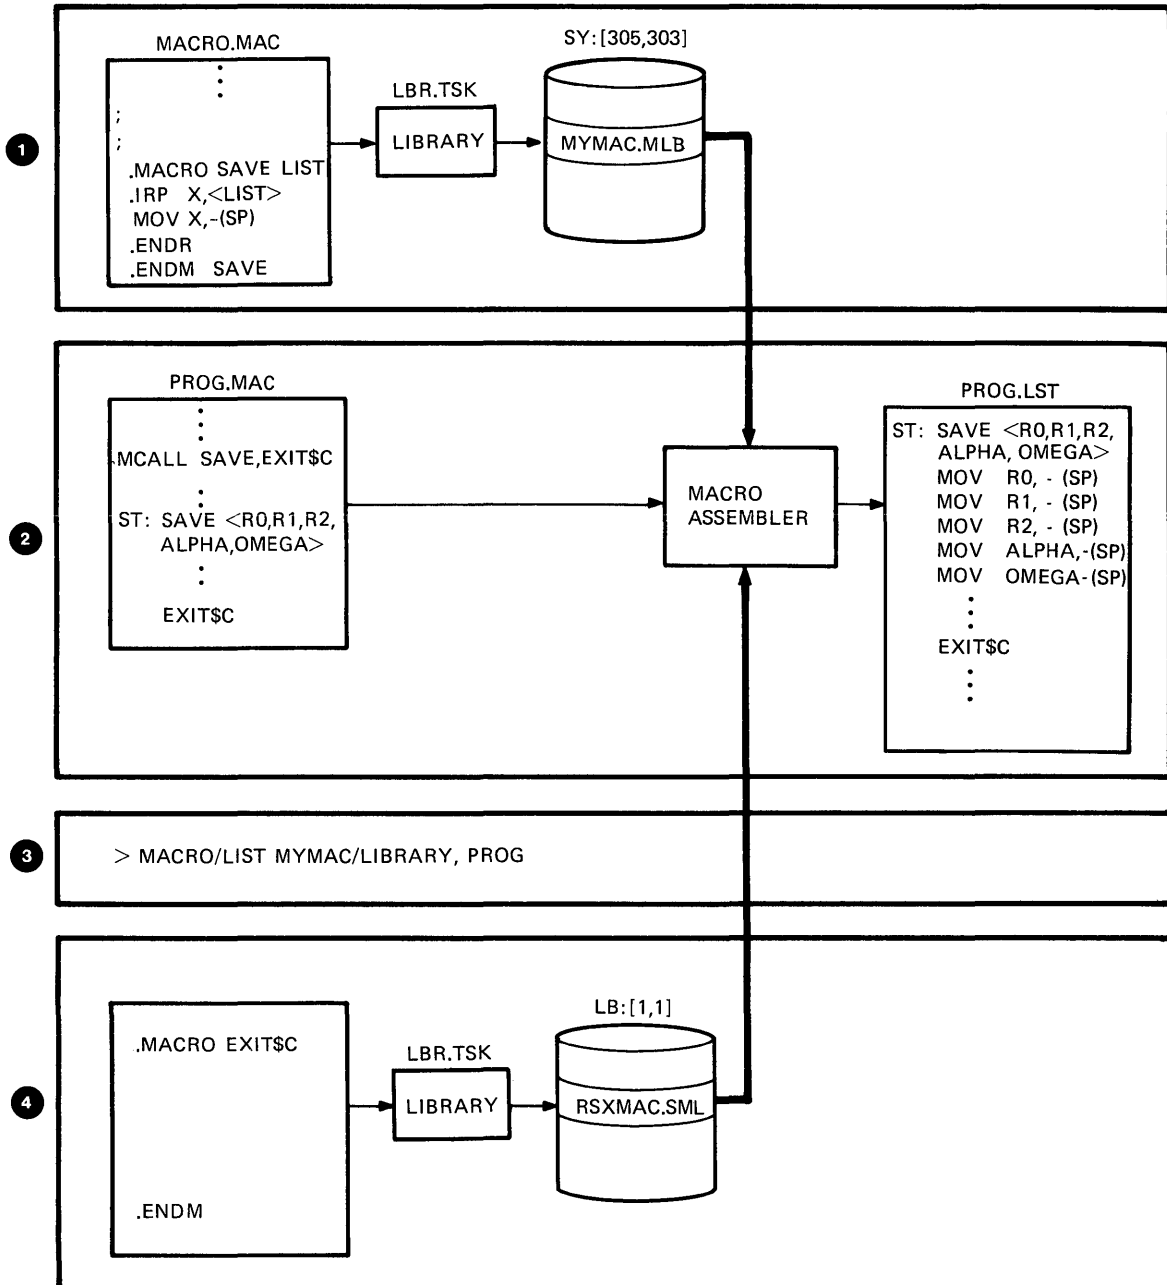 1
MACRO.MAC
;
;
.MACRO SAVE LIST
.IRP X,<LIST>
MOV X,-(SP)
.ENDR
.ENDM SAVE
LBR.TSK
LIBRARY
SY:[305,303]
MYMAC.MLB
2
PROG.MAC
.MCALL SAVE,EXIT$C
ST: SAVE <R0,R1,R2,
ALPHA,OMEGA>
EXIT$C
MACRO
ASSEMBLER
PROG.LST
ST: SAVE <R0,R1,R2,
ALPHA, OMEGA>
MOV R0, - (SP)
MOV R1, - (SP)
MOV R2, - (SP)
MOV ALPHA,-(SP)
MOV OMEGA-(SP)
EXIT$C
3
> MACRO/LIST MYMAC/LIBRARY, PROG
4
.MACRO EXIT$C
.ENDM
LBR.TSK
LIBRARY
LB:[1,1]
RSXMAC.SML